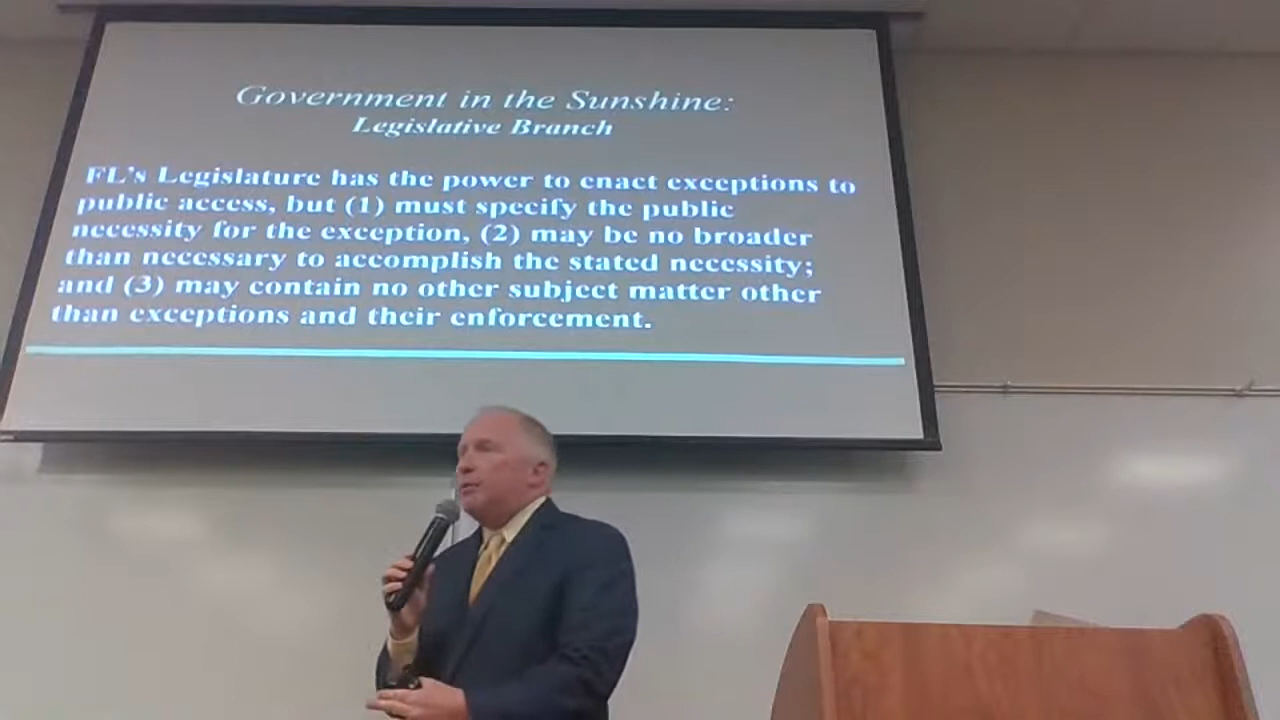 Government in the Sunshine:
Legislative Branch
FL's Legislature has the power to enact exceptions to
public access, but (1) must specify the public
necessity for the exception, (2) may be no broader
than necessary to accomplish the stated necessity;
and (3) may contain no other subject matter other
than exceptions and their enforcement.